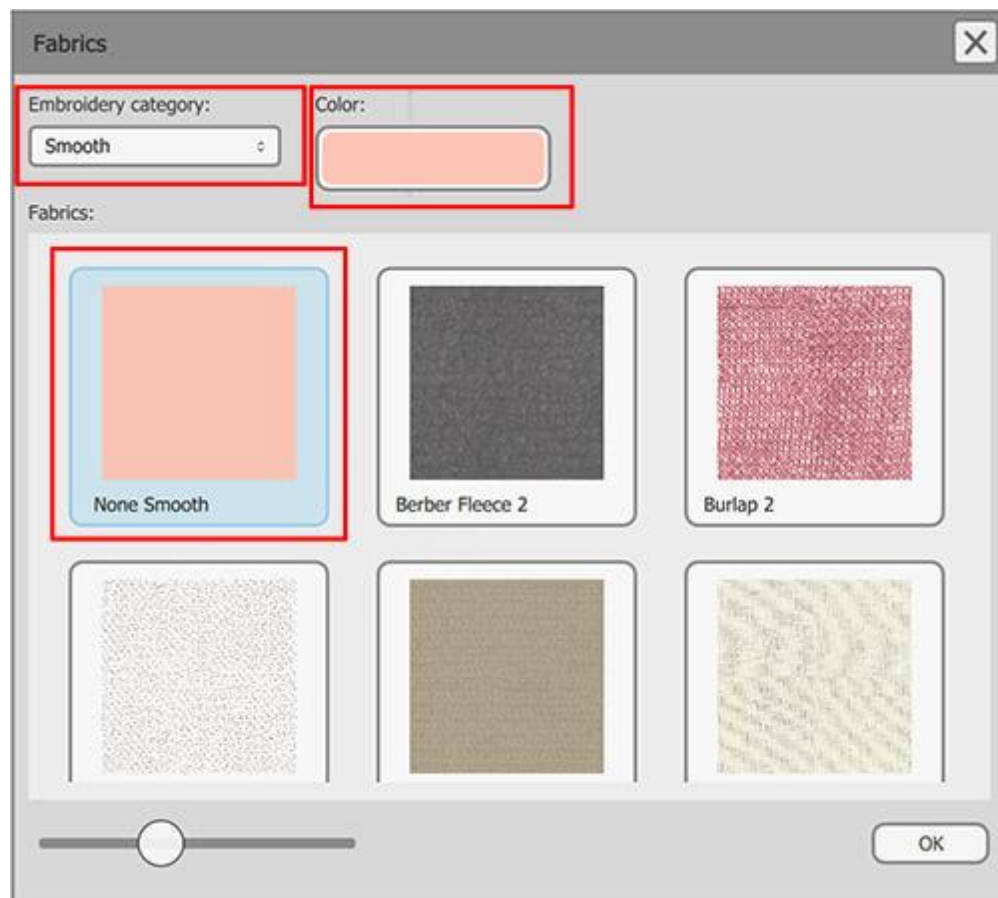 Fabrics
Embroidery category:
Color:
Smooth
Fabrics:
None Smooth
Berber Fleece 2
Burlap 2
OK